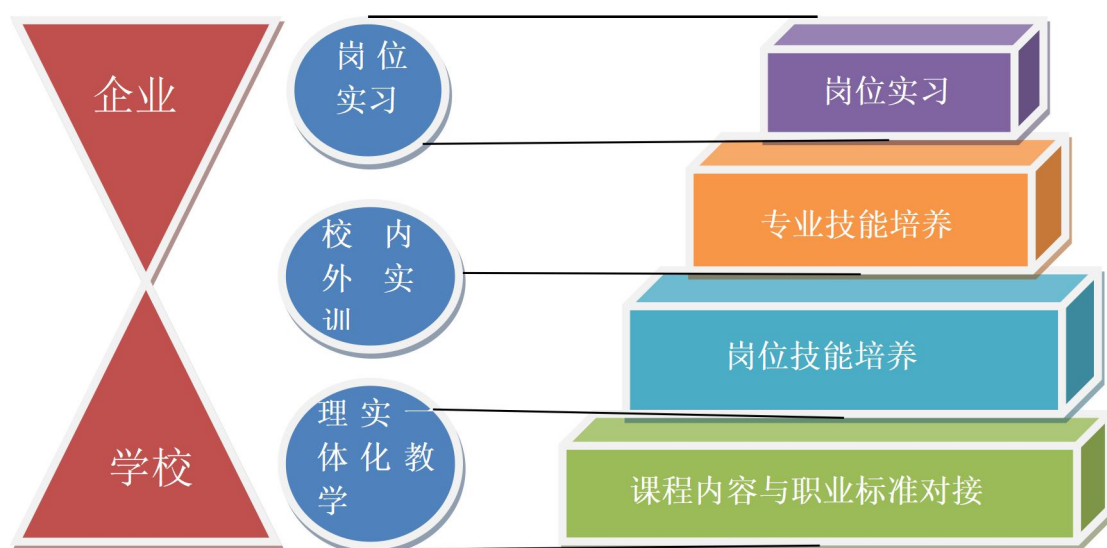 企业
学校
岗位
实习
校内
外实
训
理实一
体化教
学
岗位实习
专业技能培养
岗位技能培养
课程内容与职业标准对接